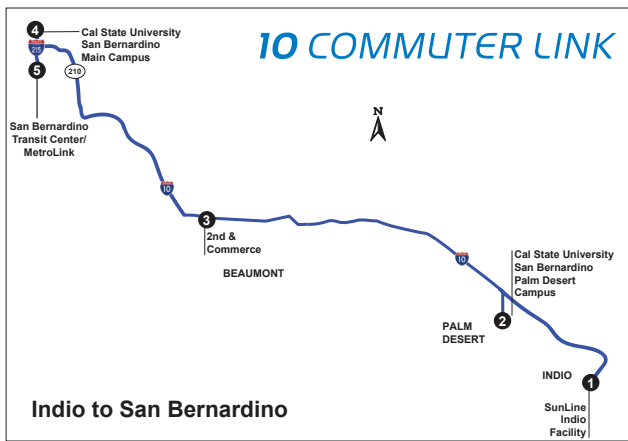 10 COMMUTER LINK
4
Cal State University
San Bernardino
Main Campus
215
5
210
San Bernardino
Transit Center/
MetroLink
N
10
3
2nd &
Commerce
BEAUMONT
10
Cal State University
San Bernardino
Palm Desert
Campus
2
PALM
DESERT
INDIO
1
SunLine
Indio
Facility
Indio to San Bernardino